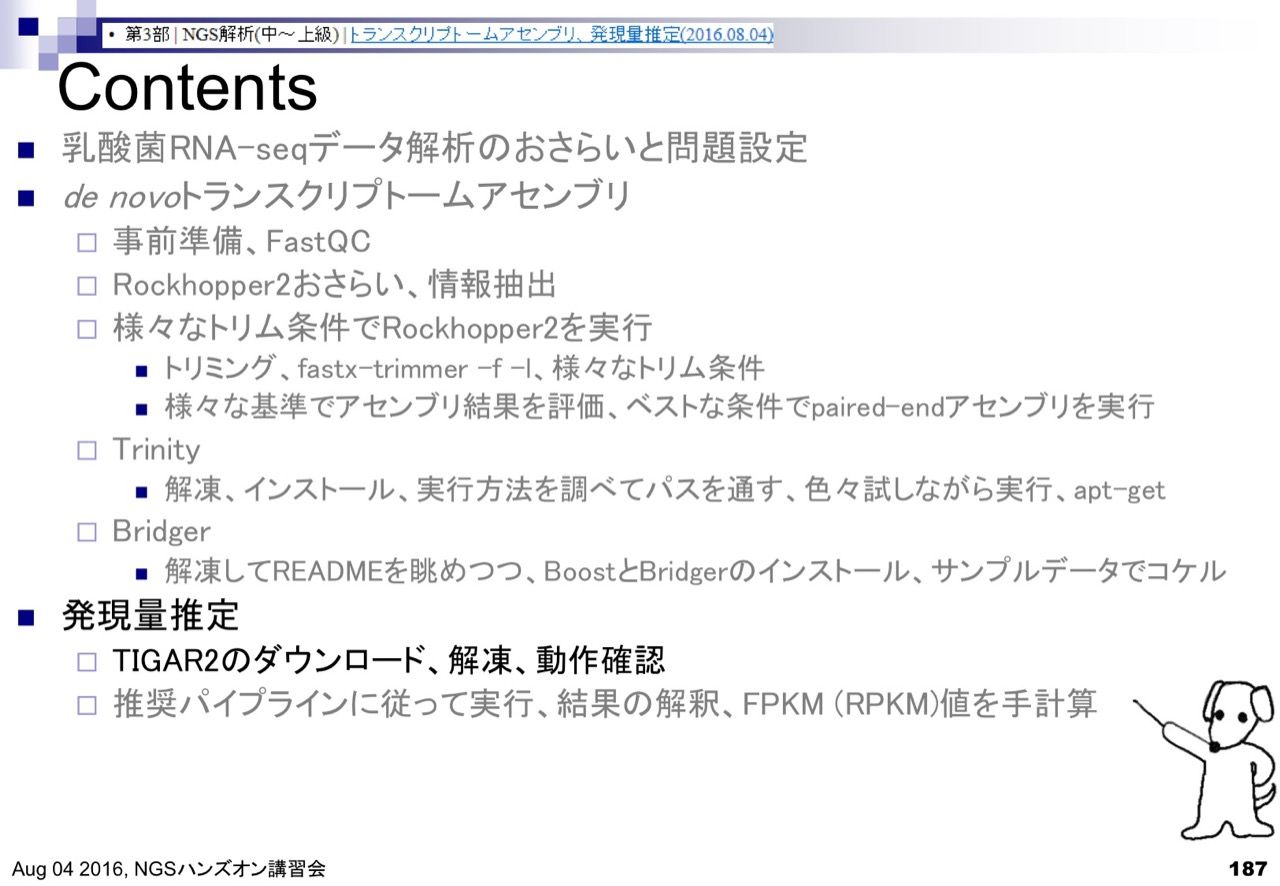 • 第3部 | NGS解析(中～上級) | トランスクリプトームアセンブリ、発現量推定(2016.08.04)
Contents
乳酸菌RNA-seqデータ解析のおさらいと問題設定
de novoトランスクリプトームアセンブリ
事前準備、FastQC
Rockhopper2おさらい、情報抽出
様々なトリム条件でRockhopper2を実行
トリミング、fastx-trimmer -f -l、様々なトリム条件
様々な基準でアセンブリ結果を評価、ベストな条件でpaired-endアセンブリを実行
Trinity
解凍、インストール、実行方法を調べてパスを通す、色々試しながら実行、apt-get
Bridger
解凍してREADMEを眺めつつ、BoostとBridgerのインストール、サンプルデータでコケル
発現量推定
TIGAR2のダウンロード、解凍、動作確認
推奨パイプラインに従って実行、結果の解釈、FPKM (RPKM)値を手計算
Aug 04 2016, NGSハンズオン講習会
187